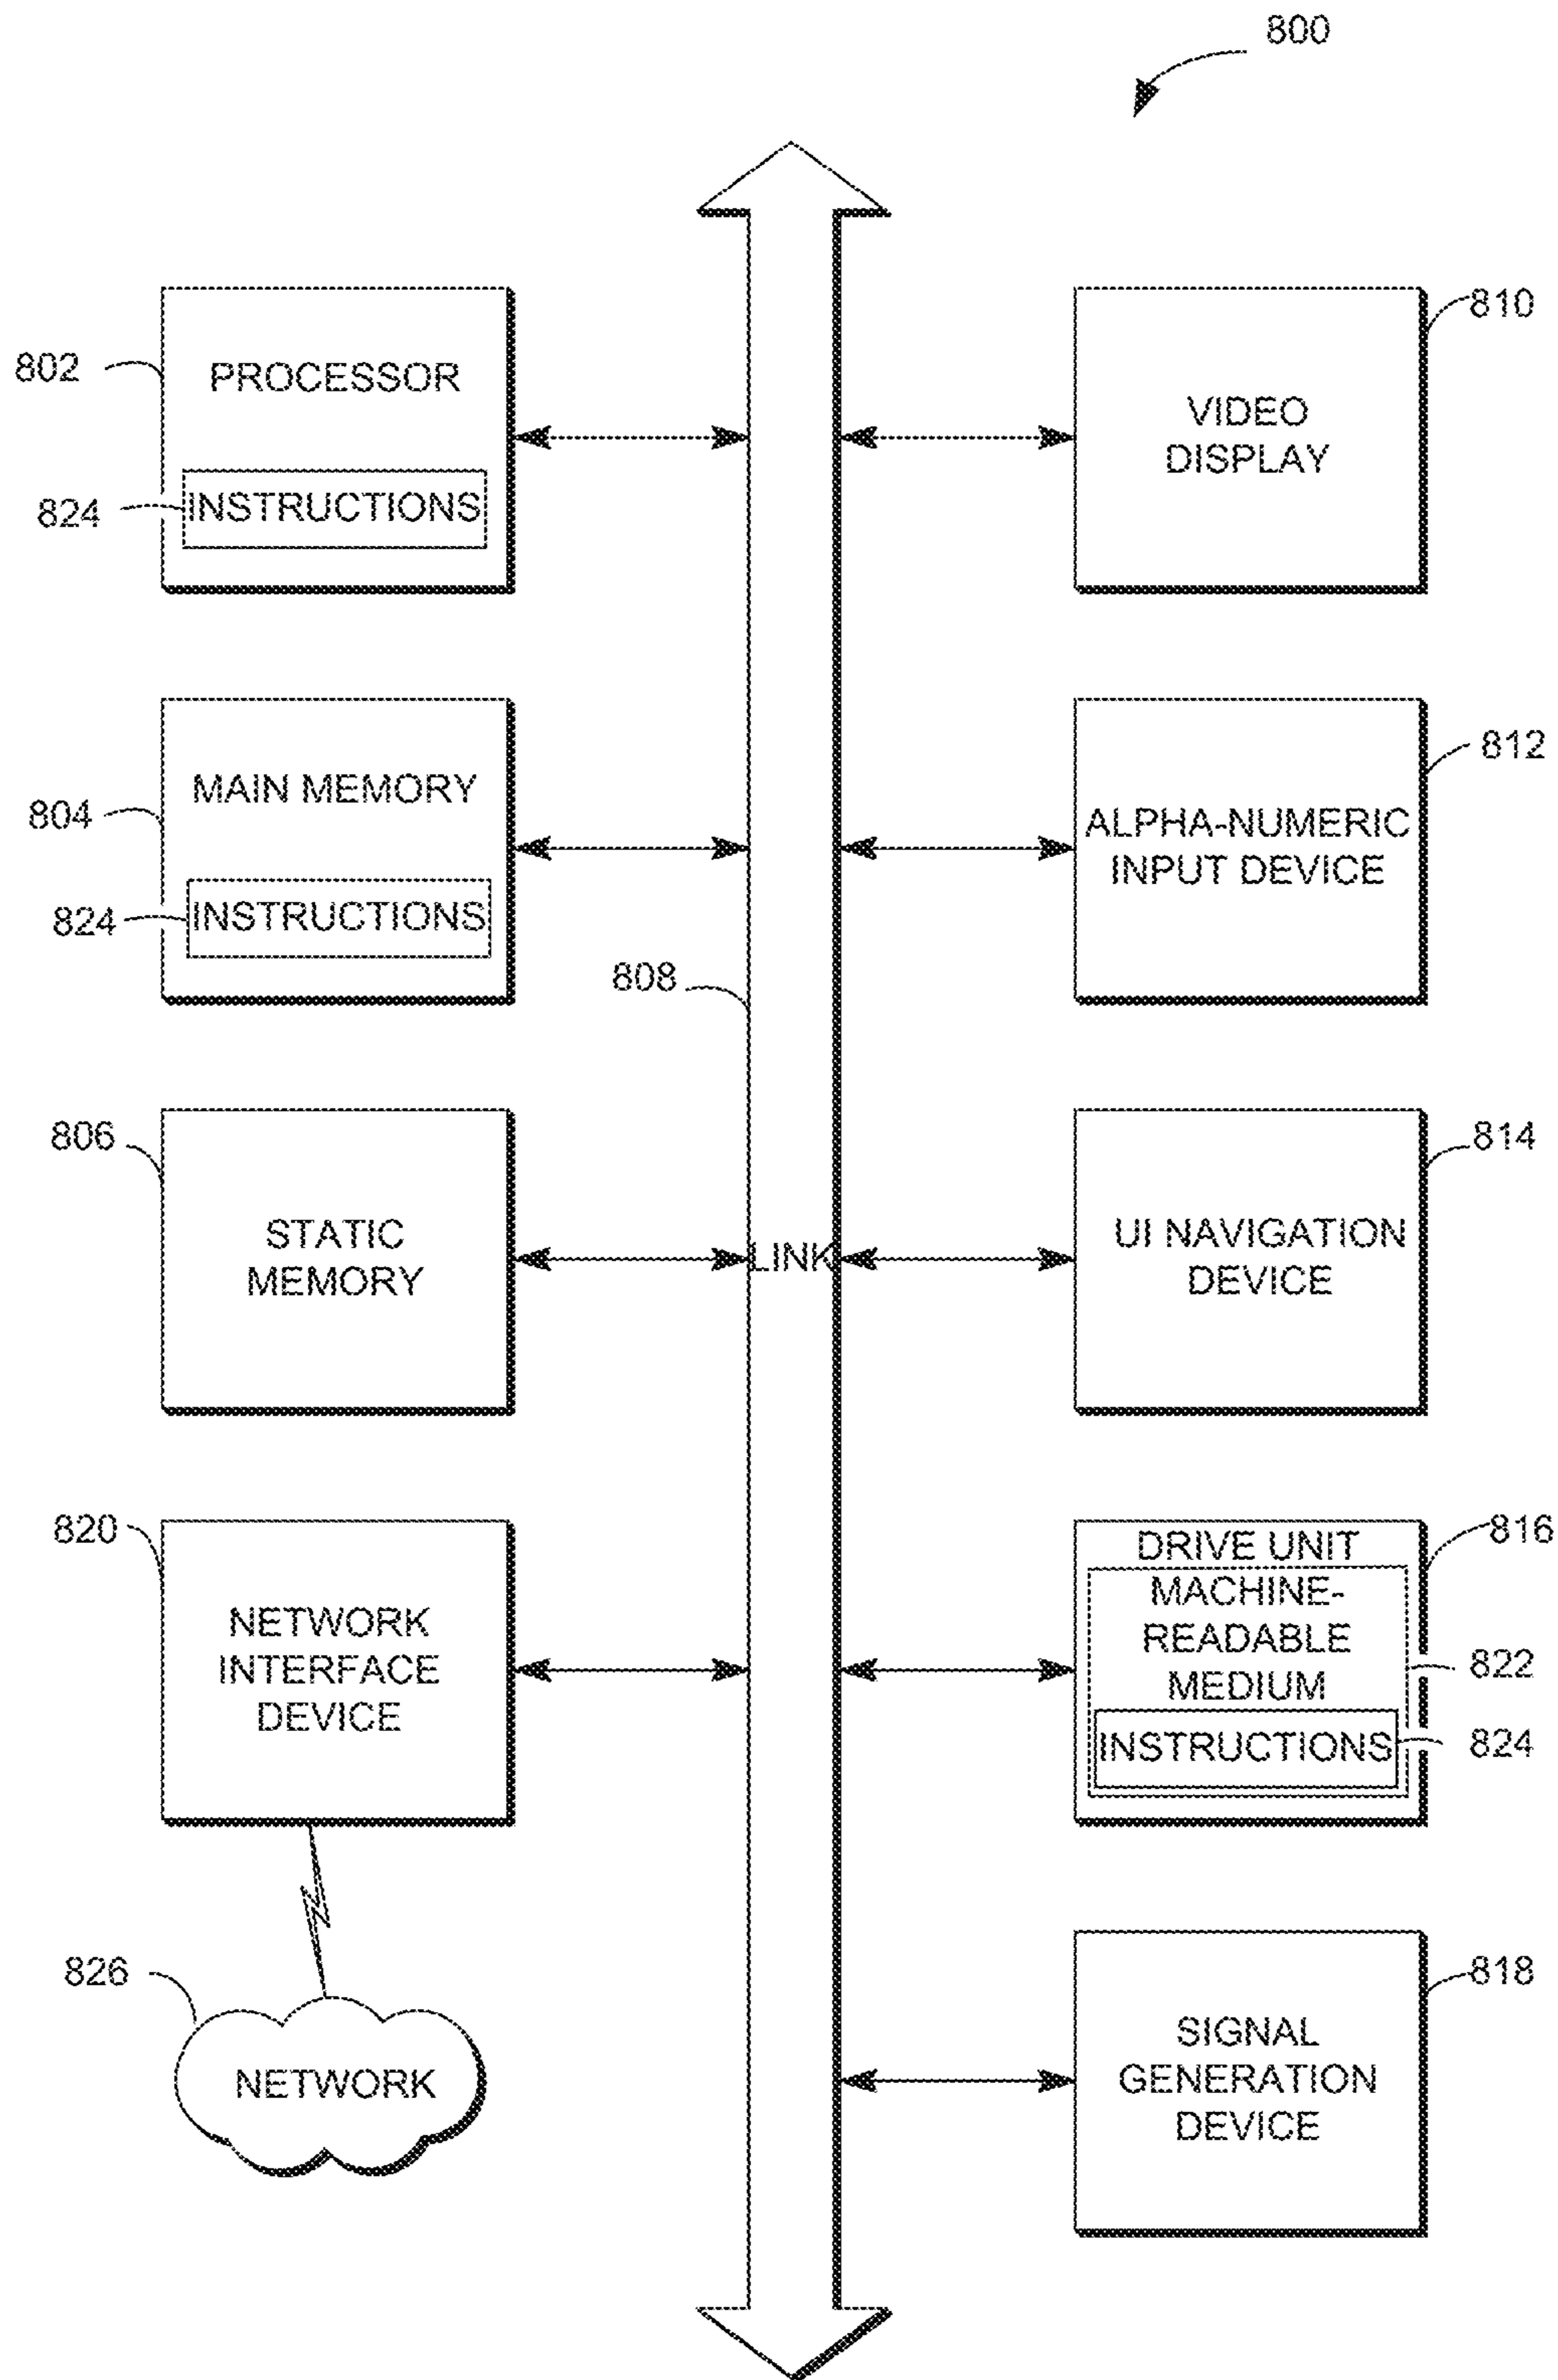 800
802
PROCESSOR
824
INSTRUCTIONS
810
VIDEO
DISPLAY
804
MAIN MEMORY
824
INSTRUCTIONS
812
ALPHA-NUMERIC
INPUT DEVICE
808
LINK
806
STATIC
MEMORY
814
UI NAVIGATION
DEVICE
820
NETWORK
INTERFACE
DEVICE
816
DRIVE UNIT
MACHINE-
READABLE
MEDIUM
822
INSTRUCTIONS
824
826
NETWORK
818
SIGNAL
GENERATION
DEVICE